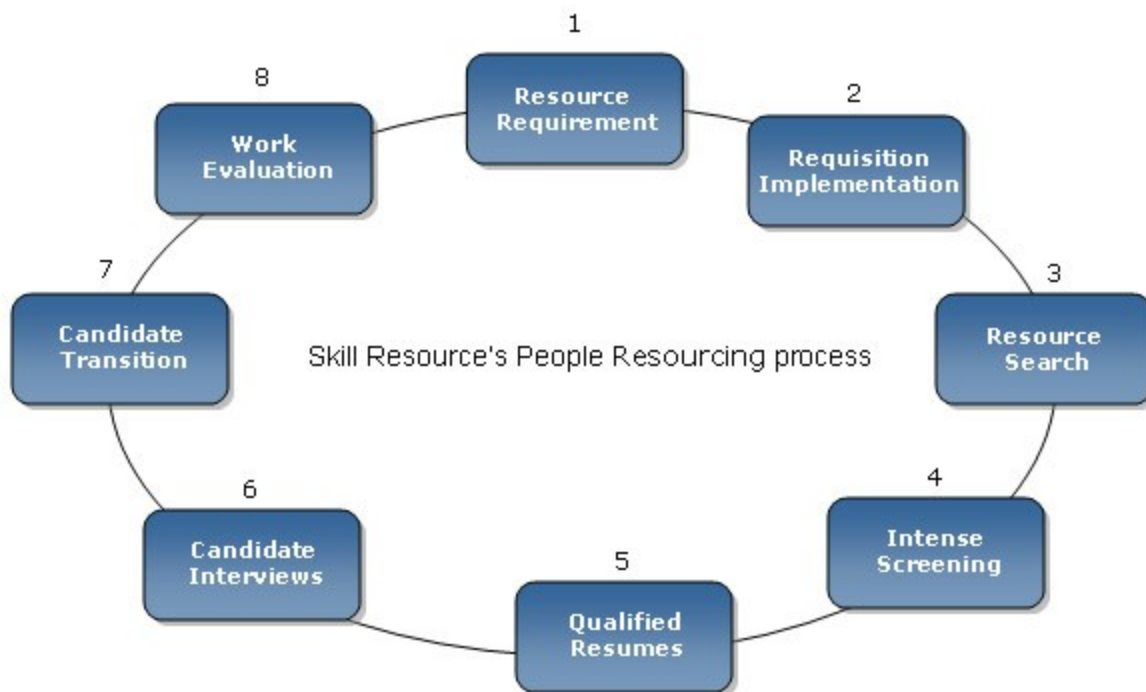 1
Resource
Requirement
2
Requisition
Implementation
3
Resource
Search
4
Intense
Screening
5
Qualified
Resumes
6
Candidate
Interviews
7
Candidate
Transition
8
Work
Evaluation
Skill Resource's People Resourcing process